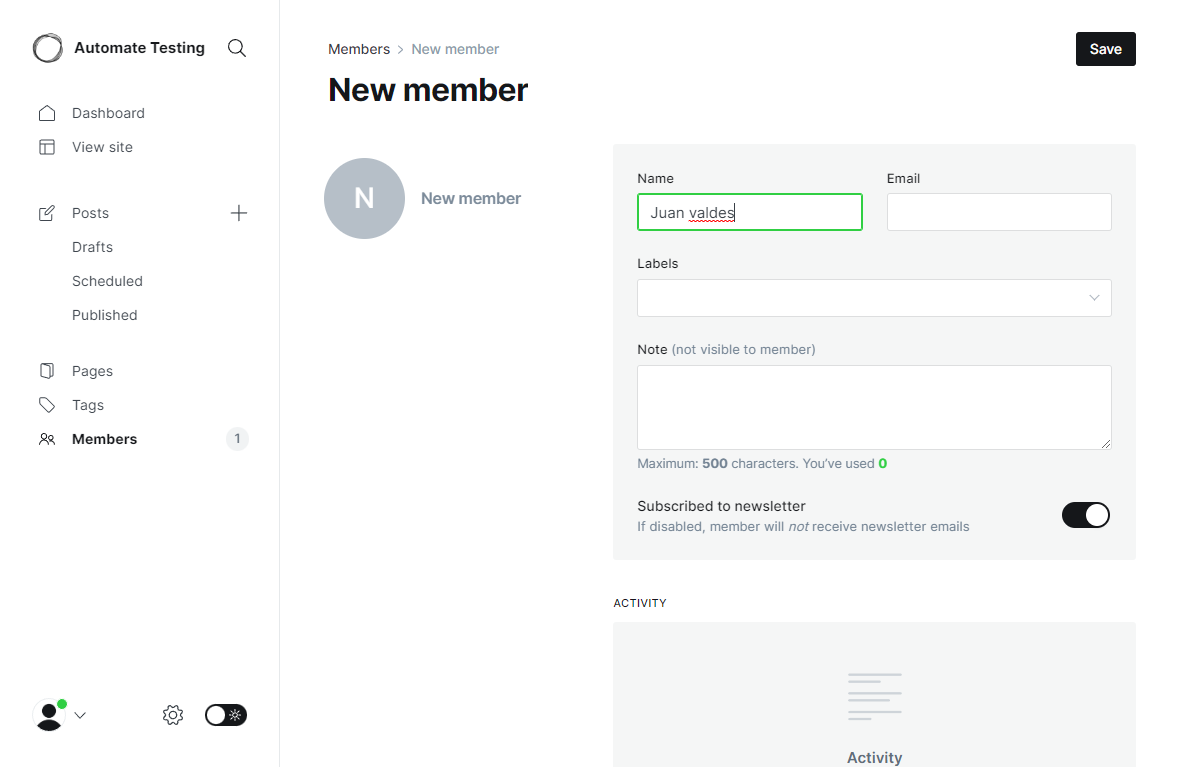 Automate Testing
Dashboard
View site
Posts
Drafts
Scheduled
Published
Pages
Tags
Members
1
Members
New member
Save
New member
N
New member
Name
Email
Juan valdes
Labels
Note (not visible to member)
Maximum: 500 characters. You’ve used 0
Subscribed to newsletter
If disabled, member will not receive newsletter emails
ACTIVITY
Activity